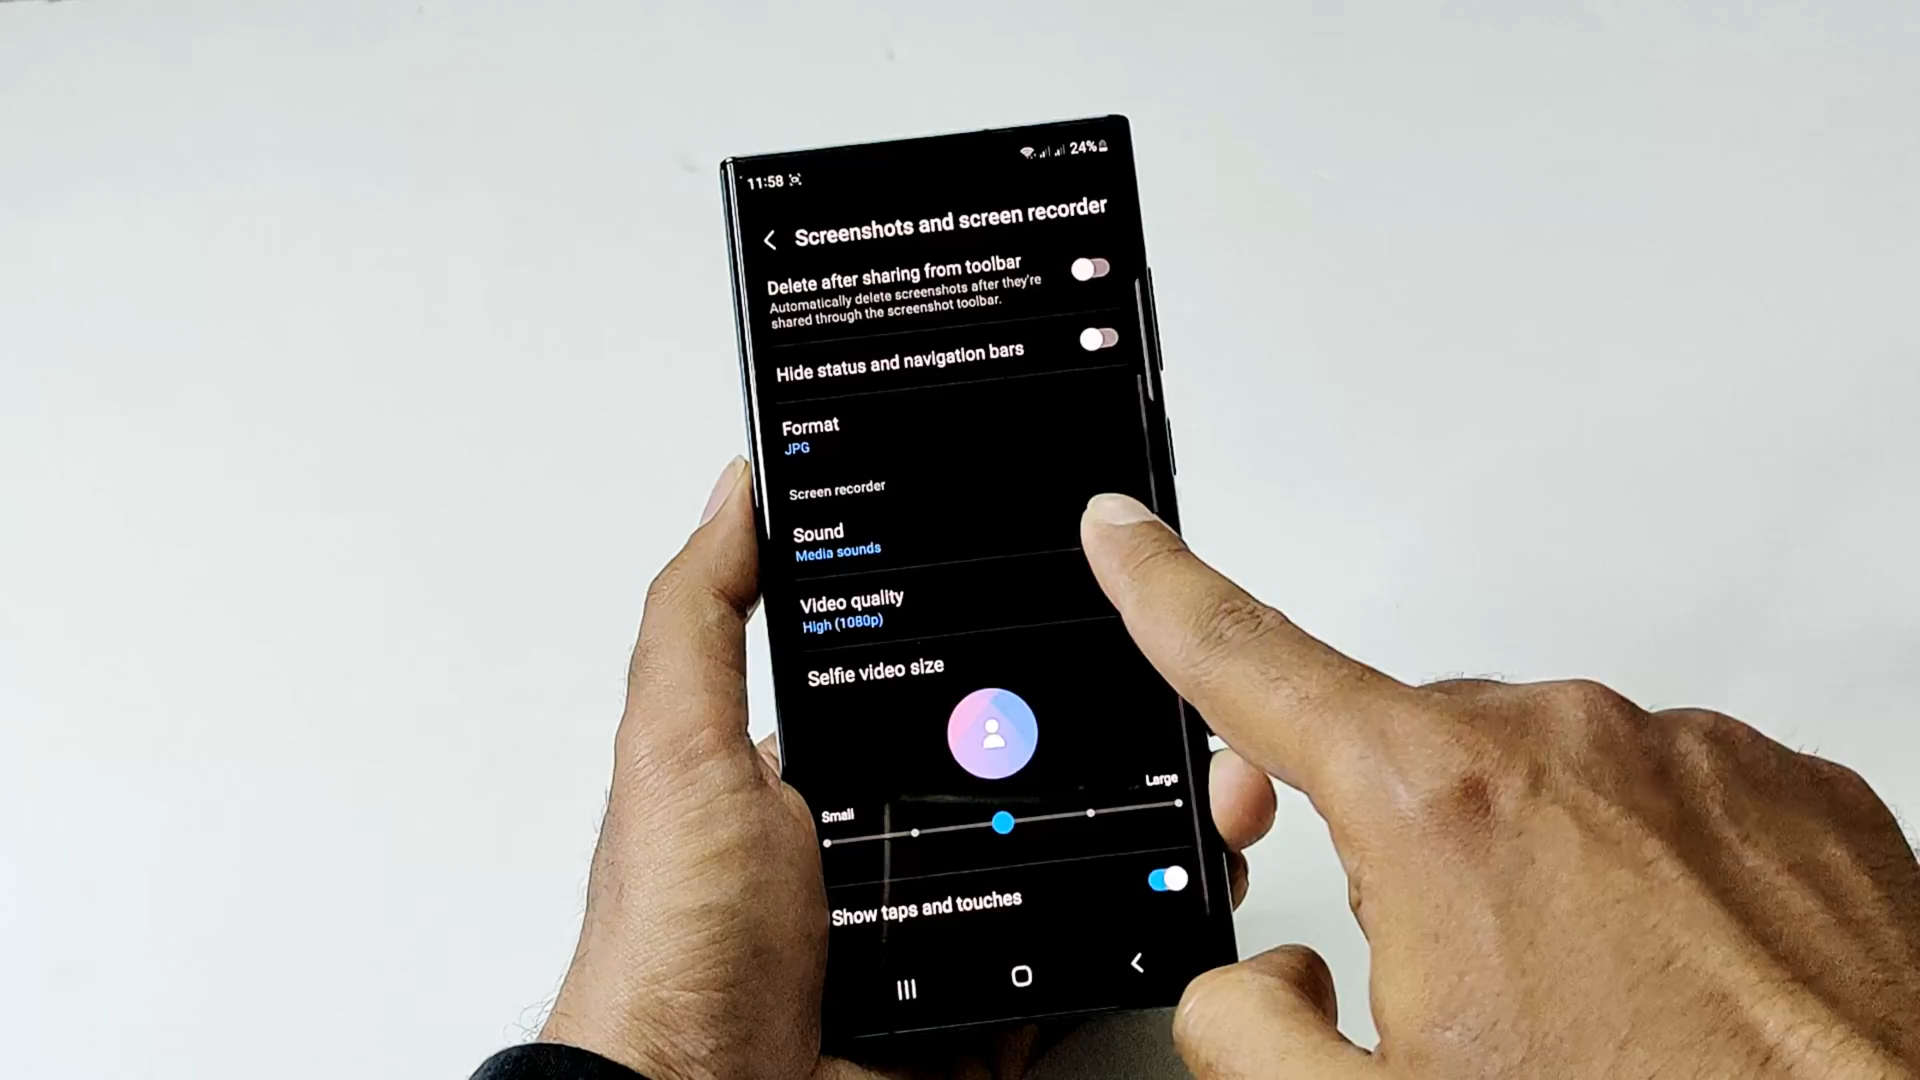 11:58
24%
Screenshots and screen recorder
Delete after sharing from toolbar
Automatically delete screenshots after they're
shared through the screenshot toolbar.
Hide status and navigation bars
Format
JPG
Screen recorder
Sound
Media sounds
Video quality
High (1080p)
Selfie video size
Large
Small
Show taps and touches